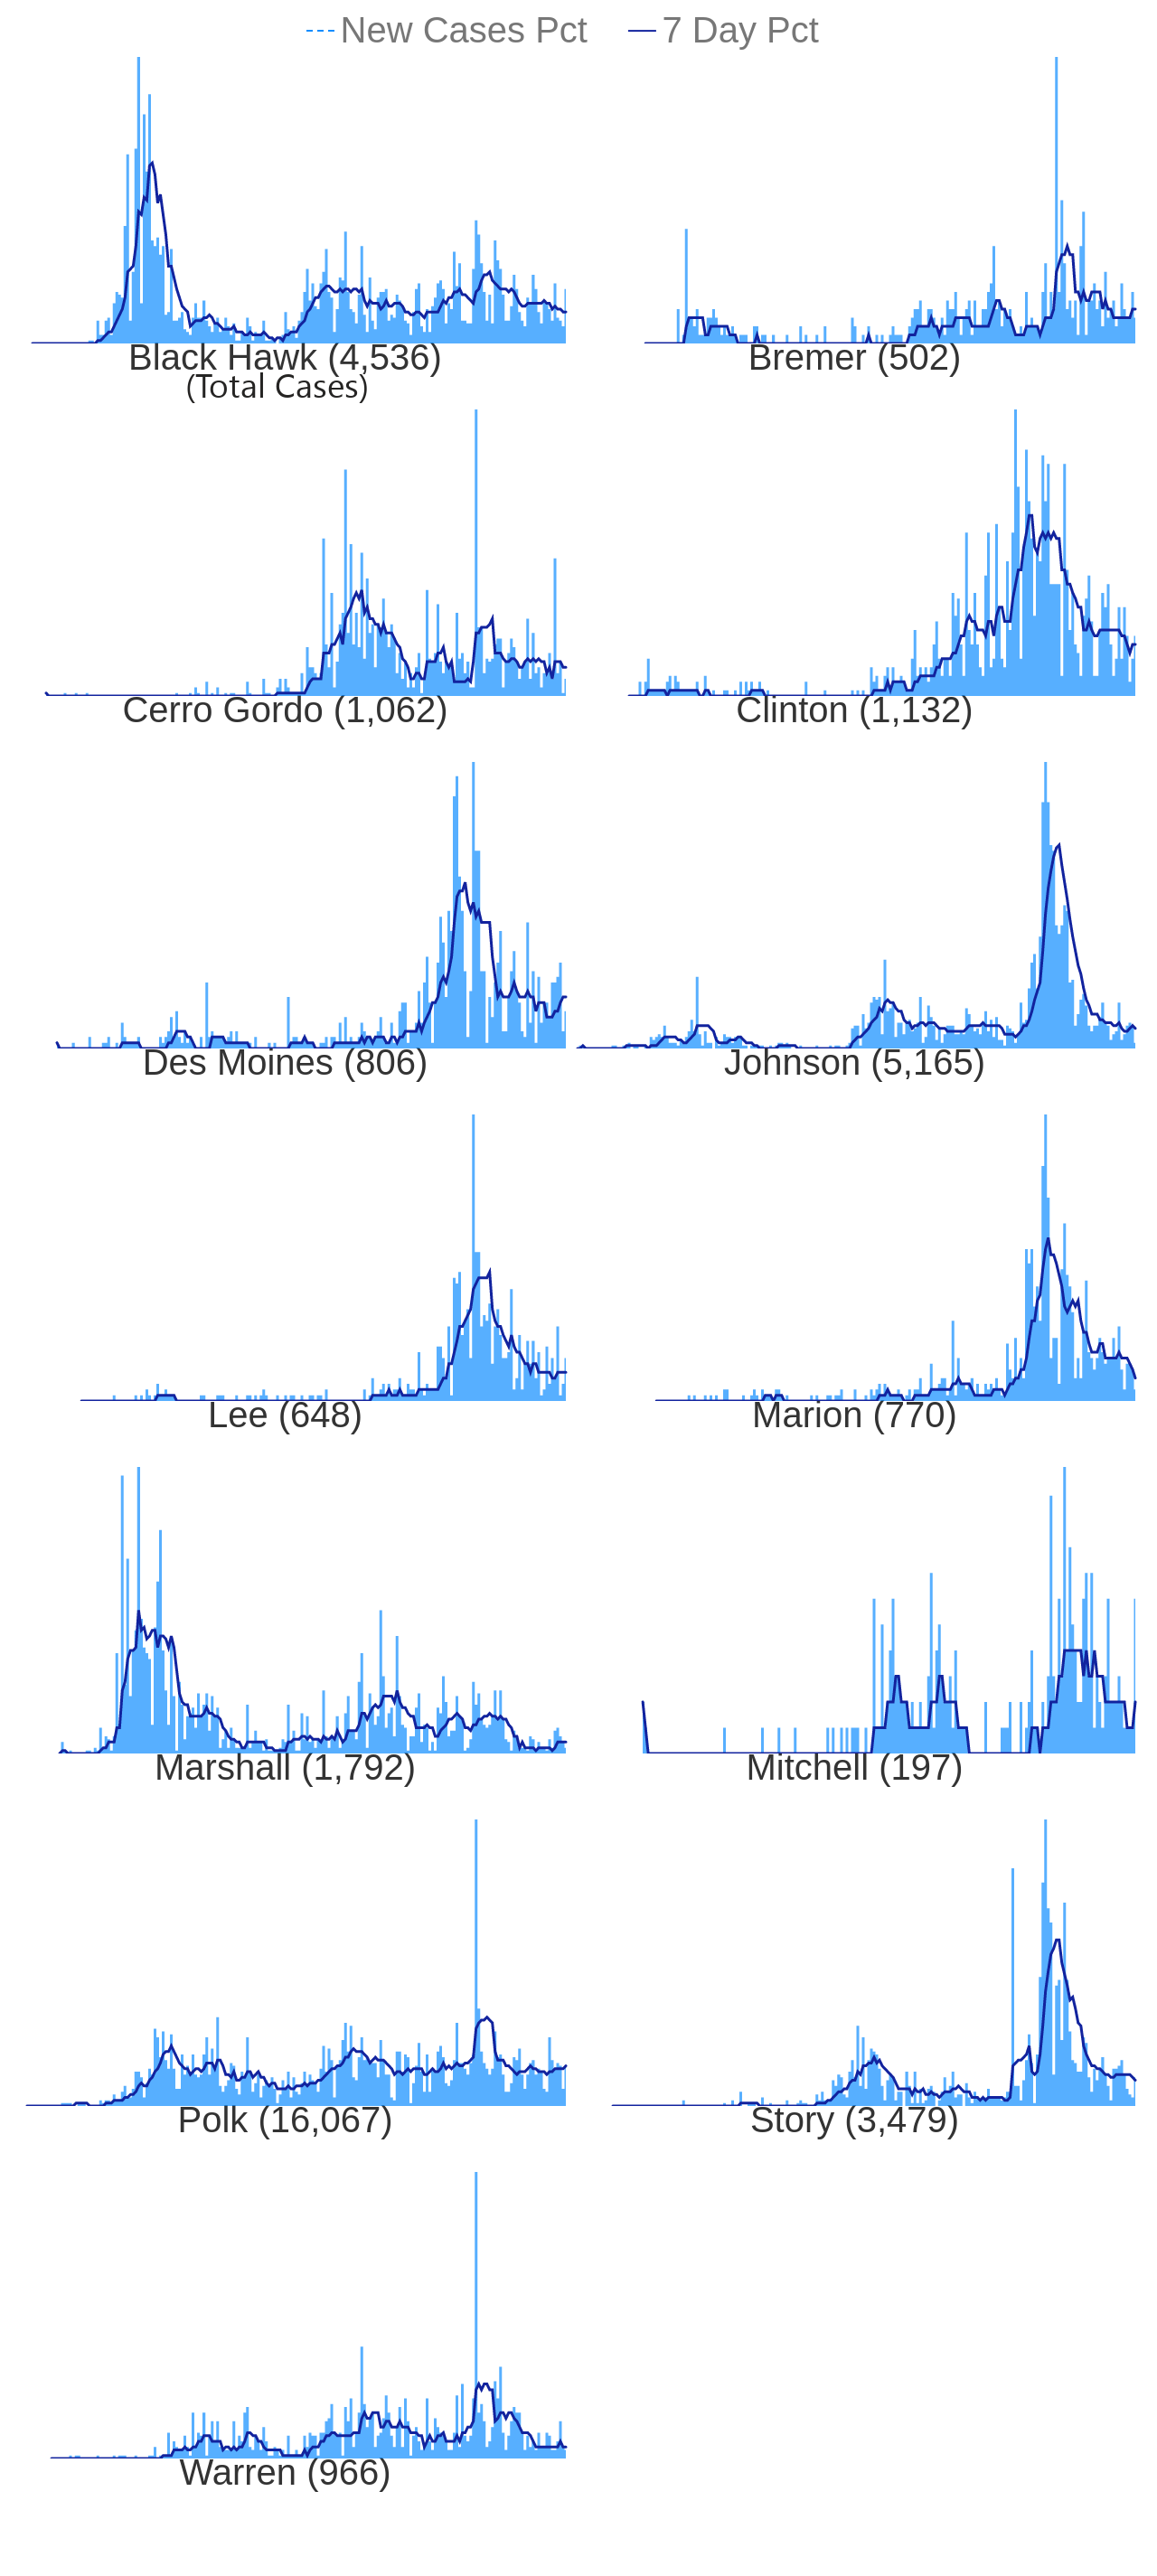 New Cases Pct 7 Day Pct
Black Hawk (4,536) Bremer (502)
(Total Cases)
Cerro Gordo (1,062) Clinton (1,132)
Des Moines (806) Johnson (5,165)
Lee (648) Marion (770)
Marshall (1,792) Mitchell (197)
Polk (16,067) Story (3,479)
Warren (966)